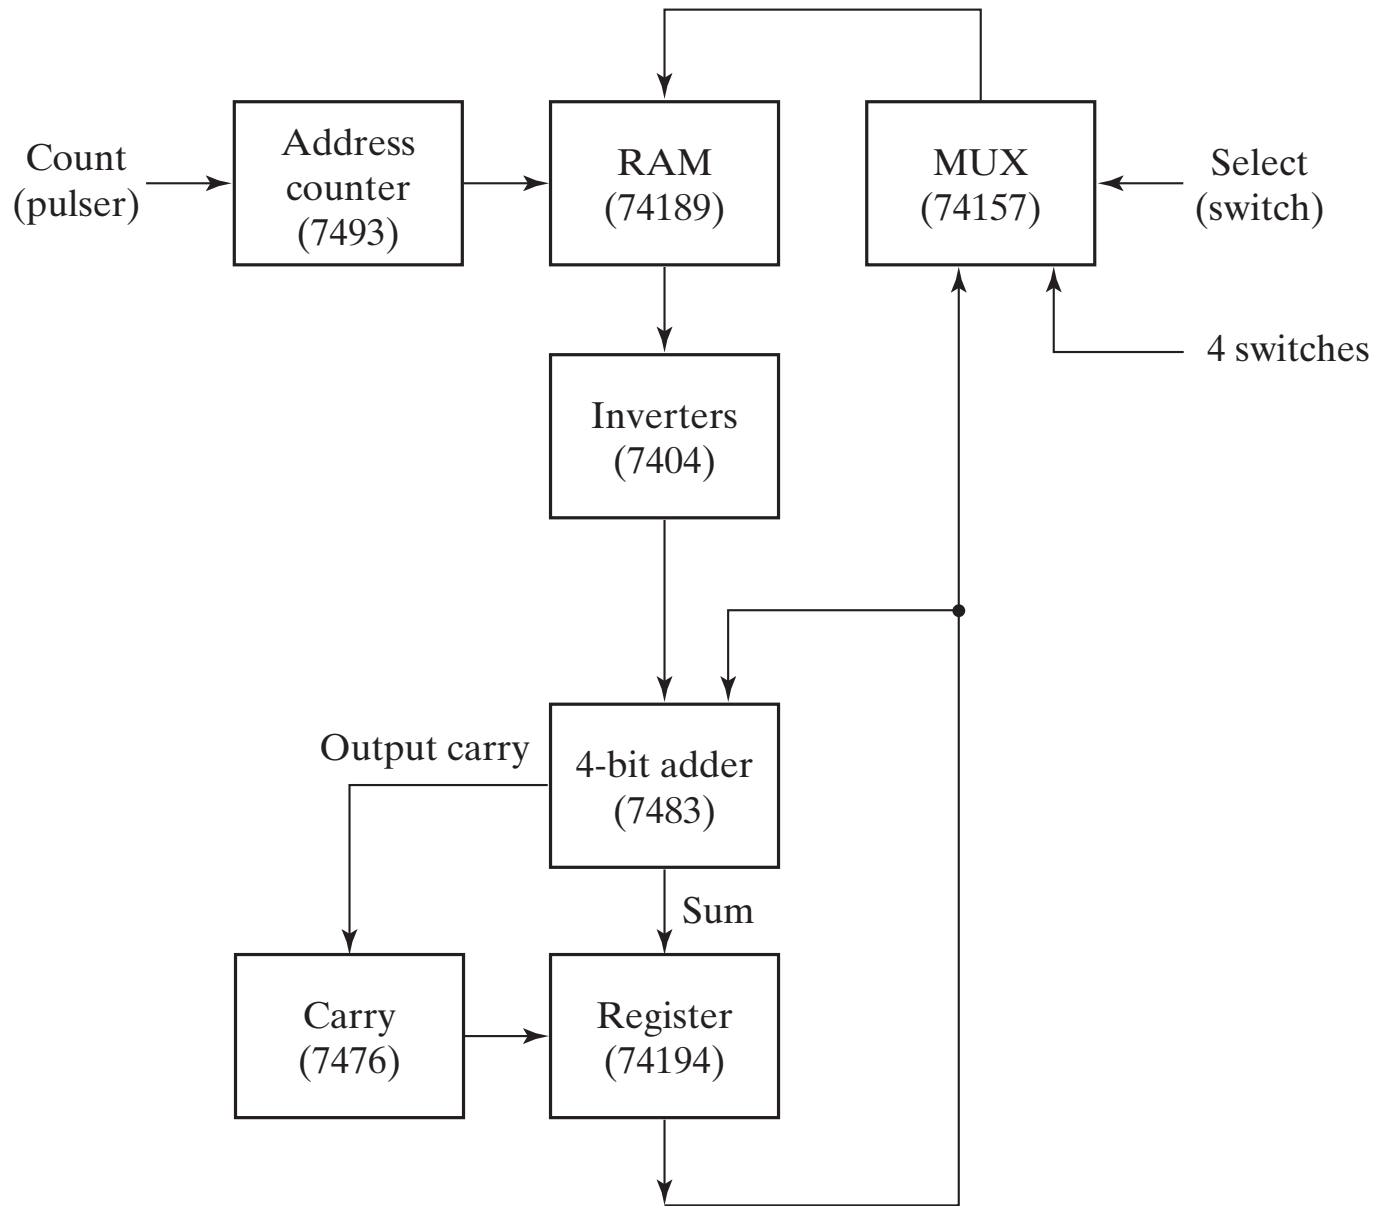 Count
(pulser)
Address
counter
(7493)
RAM
(74189)
MUX
(74157)
Select
(switch)
4 switches
Inverters
(7404)
Output carry
4-bit adder
(7483)
Sum
Carry
(7476)
Register
(74194)